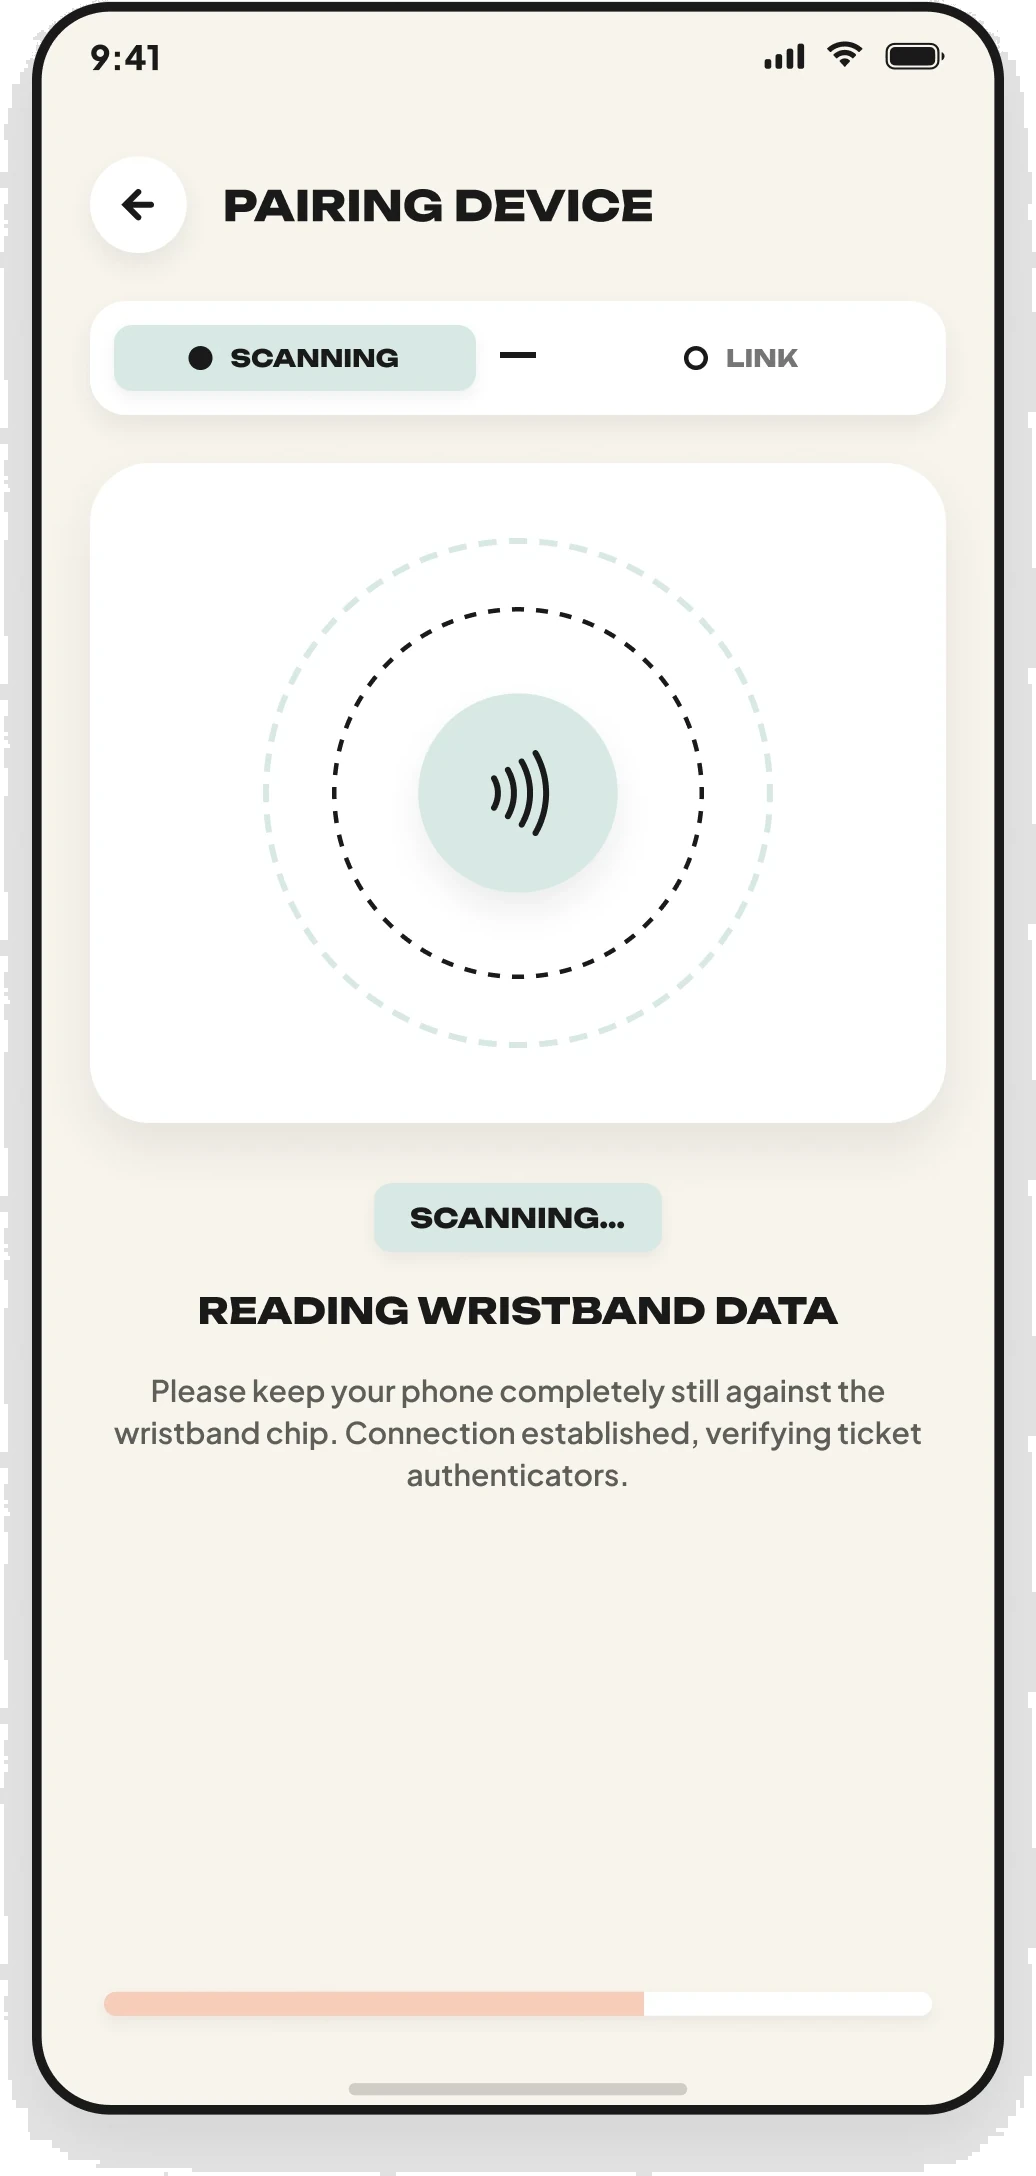 9:41
PAIRING DEVICE
SCANNING
LINK
SCANNING...
READING WRISTBAND DATA
Please keep your phone completely still against the
wristband chip. Connection established, verifying ticket
authenticators.